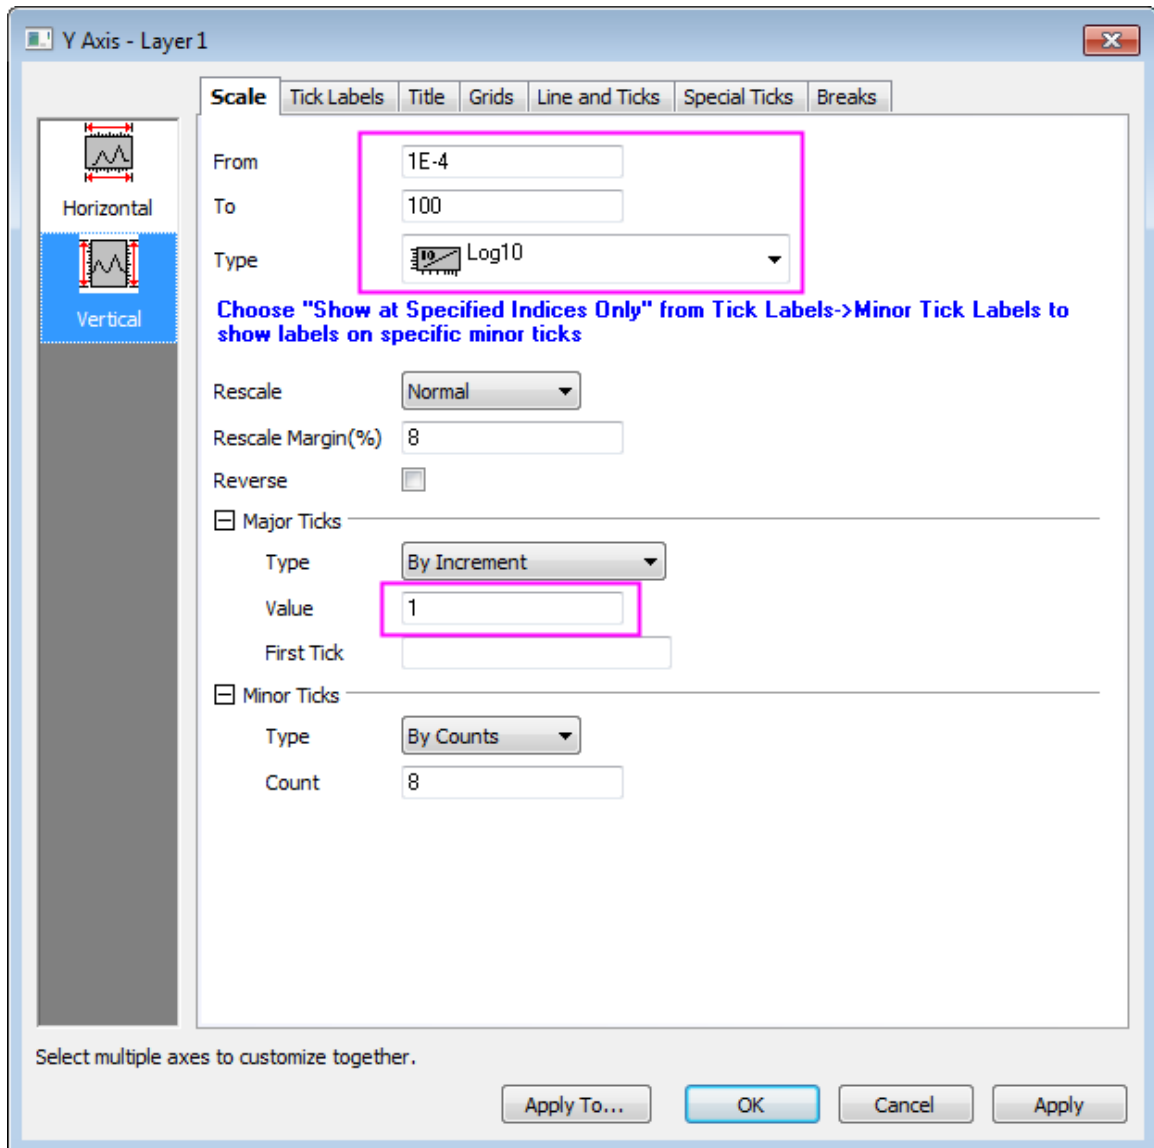 Y Axis - Layer1
Scale Tick Labels Title Grids Line and Ticks Special Ticks Breaks
Horizontal
Vertical
From 1E-4
To 100
Type Log10
Choose "Show at Specified Indices Only" from Tick Labels->Minor Tick Labels to
show labels on specific minor ticks
Rescale Normal
Rescale Margin(%) 8
Reverse
Major Ticks
Type By Increment
Value 1
First Tick
Minor Ticks
Type By Counts
Count 8
Select multiple axes to customize together.
Apply To... OK Cancel Apply